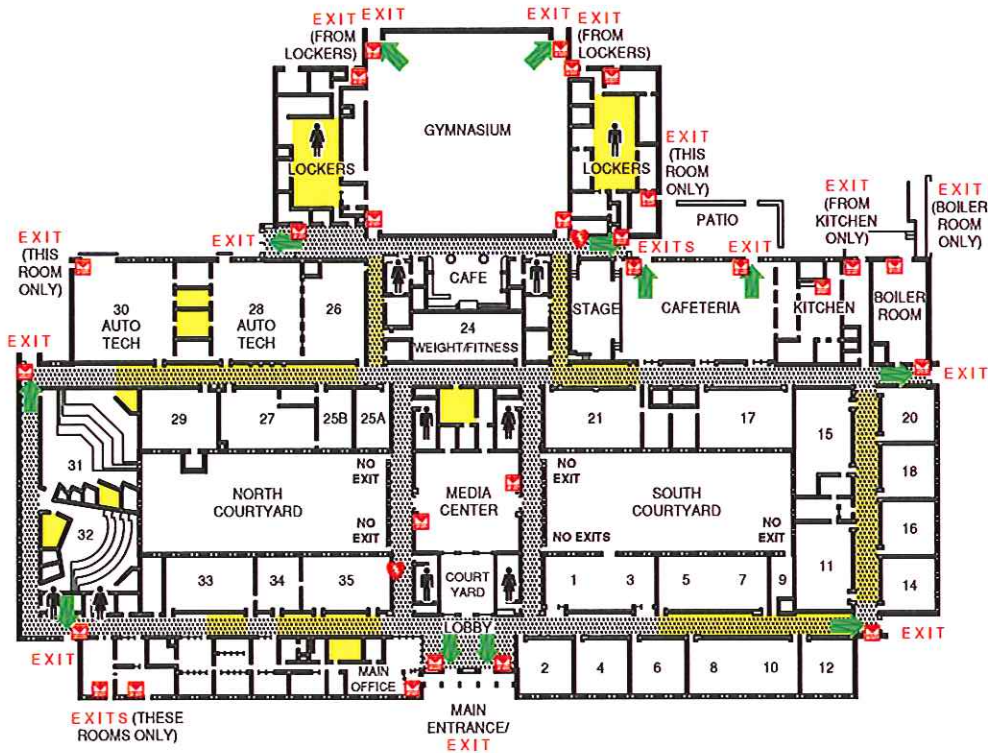 EXIT
(FROM
LOCKERS)
EXIT
EXIT
EXIT
(FROM
LOCKERS)
GYMNASIUM
LOCKERS
LOCKERS
EXIT
(THIS
ROOM
ONLY)
PATIO
EXIT
(FROM
KITCHEN
ONLY)
EXIT
(BOILER
ROOM
ONLY)
EXIT
(THIS
ROOM
ONLY)
EXIT
EXITS
EXIT
30
AUTO
TECH
28
AUTO
TECH
26
CAFE
24
WEIGHT/FITNESS
STAGE
CAFETERIA
KITCHEN
BOILER
ROOM
EXIT
EXIT
29
27
25B
25A
21
17
15
20
18
16
14
11
31
32
NORTH
COURTYARD
NO
EXIT
NO
EXIT
MEDIA
CENTER
NO
EXIT
SOUTH
COURTYARD
NO
EXIT
NO EXITS
33
34
35
COURT
YARD
1
3
5
7
9
LOBBY
EXIT
EXIT
MAIN
OFFICE
2
4
6
8
10
12
EXITS (THESE
ROOMS ONLY)
MAIN
ENTRANCE/
EXIT